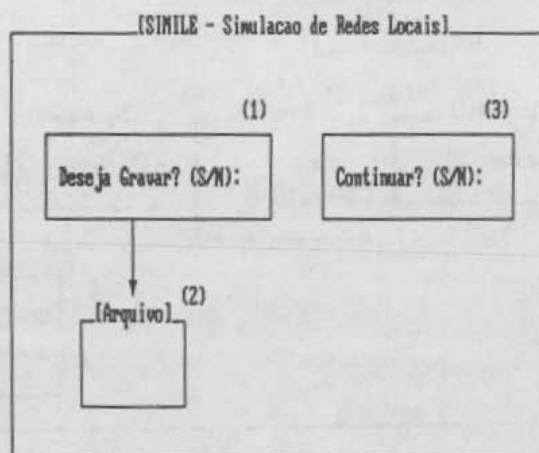 [SIMILE - Simulacao de Redes Locais]
(1)
(3)
Deseja Gravar? (S/N):
Continuar? (S/N):
(2)
[Arquivo]